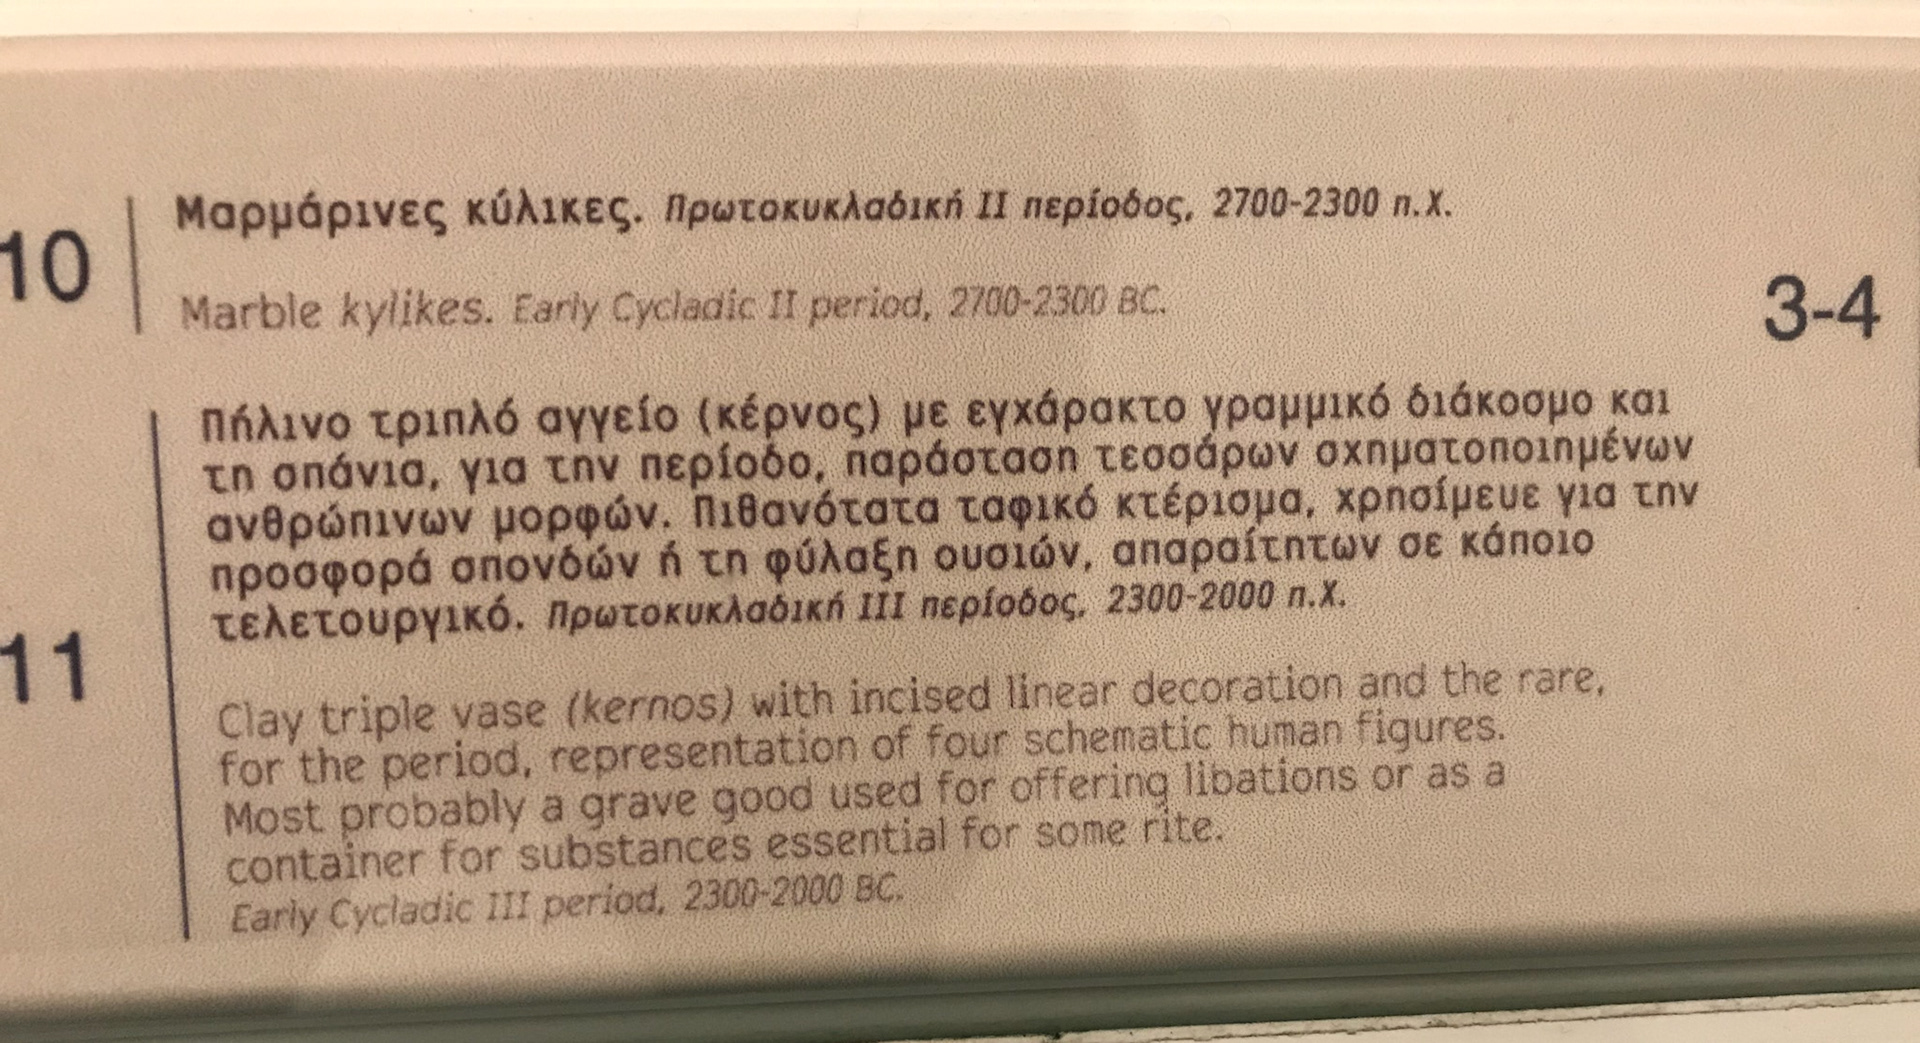 10
Μαρμάρινες κύλικες. Πρωτοκυκλαδική II περίοδος, 2700-2300 π.Χ.
Marble kylikes. Early Cycladic II period, 2700-2300 BC.
11
Πήλινο τριπλό αγγείο (κέρνος) με εγχάρακτο γραμμικό διάκοσμο και
τη σπάνια, για την περίοδο, παράσταση τεσσάρων σχηματοποιημένων
ανθρώπινων μορφών. Πιθανότατα ταφικό κτέρισμα, χρησίμευε για την
προσφορά σπονδών ή τη φύλαξη ουσιών, απαραίτητων σε κάποιο
τελετουργικό. Πρωτοκυκλαδική III περίοδος, 2300-2000 π.Χ.
Clay triple vase (kernos) with incised linear decoration and the rare,
for the period, representation of four schematic human figures.
Most probably a grave good used for offering libations or as a
container for substances essential for some rite.
Early Cycladic III period, 2300-2000 BC.
3-4